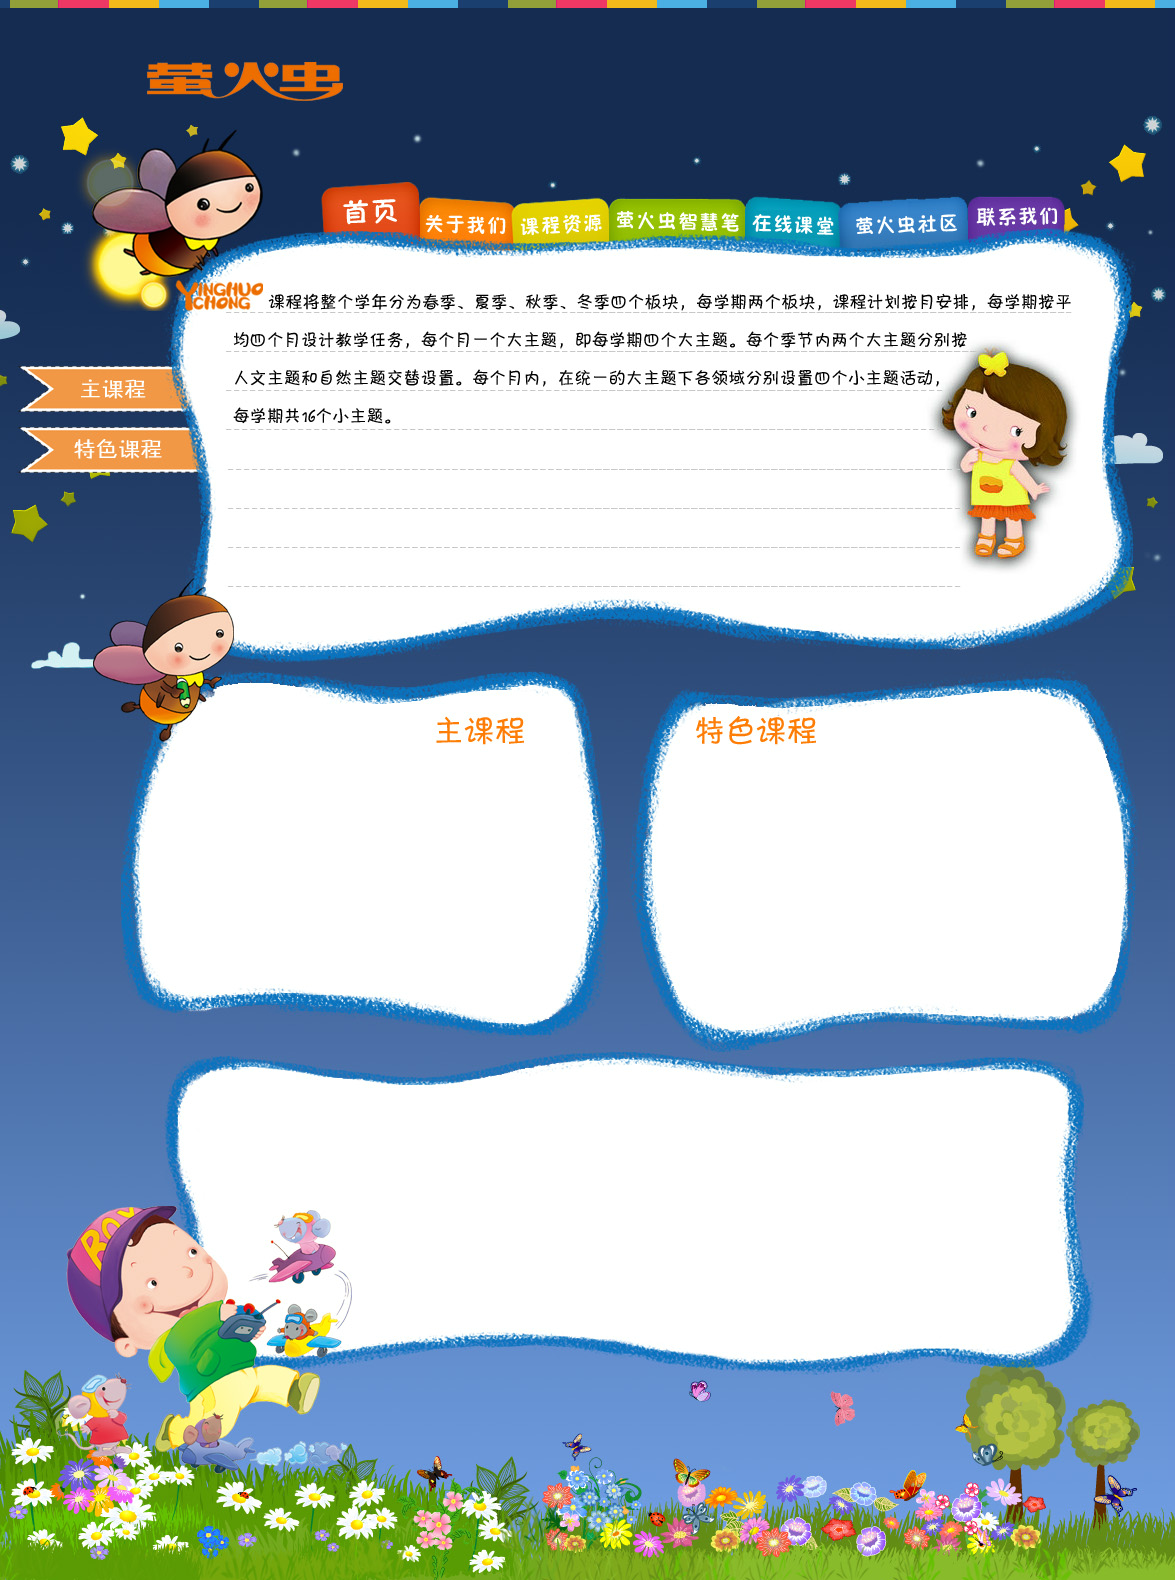 萤火虫
首页
关于我们
课程资源
萤火虫智慧笔
在线课堂
萤火虫社区
联系我们
YINGHUO
CHONG
课程将整个学年分为春季、夏季、秋季、冬季四个板块，每学期两个板块，课程计划按月安排，每学期按平
均四个月设计教学任务，每个月一个大主题，即每学期四个大主题。每个季节内两个大主题分别按
人文主题和自然主题交替设置。每个月内，在统一的大主题下各领域分别设置四个小主题活动，
每学期共16个小主题。
主课程
特色课程
主课程
特色课程
BOY